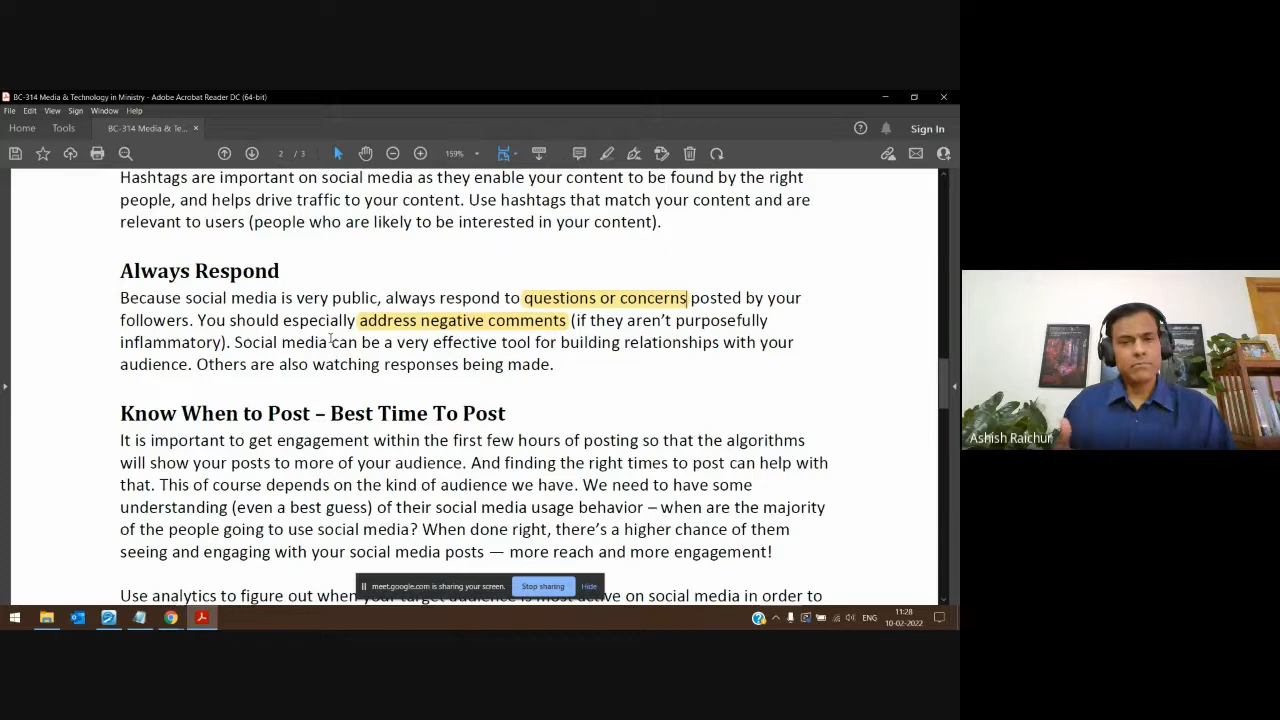 BC-314 Media & Technology in Ministry - Adobe Acrobat Reader DC (64-bit)
File Edit View Sign Window Help
Home Tools BC-314 Media & Te... × Sign In
2 / 3 159%
Hashtags are important on social media as they enable your content to be found by the right
people, and helps drive traffic to your content. Use hashtags that match your content and are
relevant to users (people who are likely to be interested in your content).
Always Respond
Because social media is very public, always respond to questions or concerns posted by your
followers. You should especially address negative comments (if they aren’t purposefully
inflammatory). Social media can be a very effective tool for building relationships with your
audience. Others are also watching responses being made.
Know When to Post – Best Time To Post
It is important to get engagement within the first few hours of posting so that the algorithms
will show your posts to more of your audience. And finding the right times to post can help with
that. This of course depends on the kind of audience we have. We need to have some
understanding (even a best guess) of their social media usage behavior – when are the majority
of the people going to use social media? When done right, there’s a higher chance of them
seeing and engaging with your social media posts — more reach and more engagement!
meet.google.com is sharing your screen. Stop sharing Hide
Use analytics to figure out when your target audience is most active on social media in order to
ENG 11:28
10-02-2022
Ashish Raichur